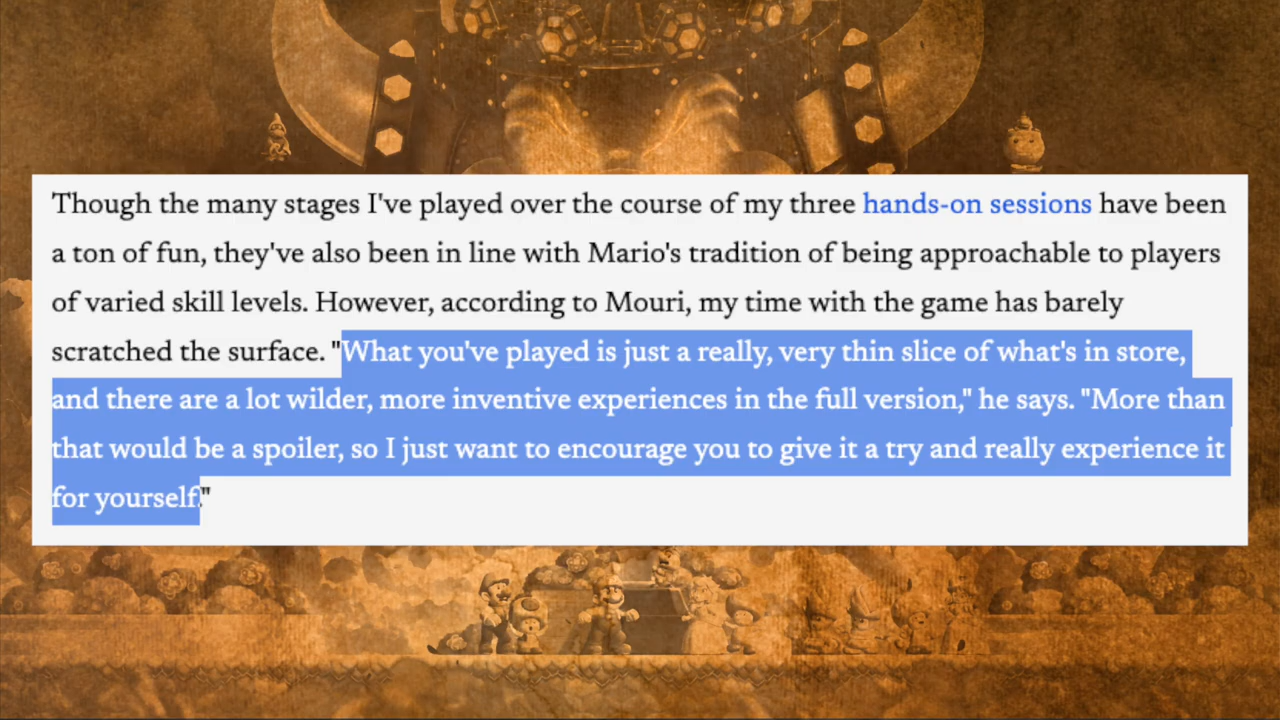 Though the many stages I've played over the course of my three hands-on sessions have been
a ton of fun, they've also been in line with Mario's tradition of being approachable to players
of varied skill levels. However, according to Mouri, my time with the game has barely
scratched the surface. "What you've played is just a really, very thin slice of what's in store,
and there are a lot wilder, more inventive experiences in the full version," he says. "More than
that would be a spoiler, so I just want to encourage you to give it a try and really experience it
for yourself."